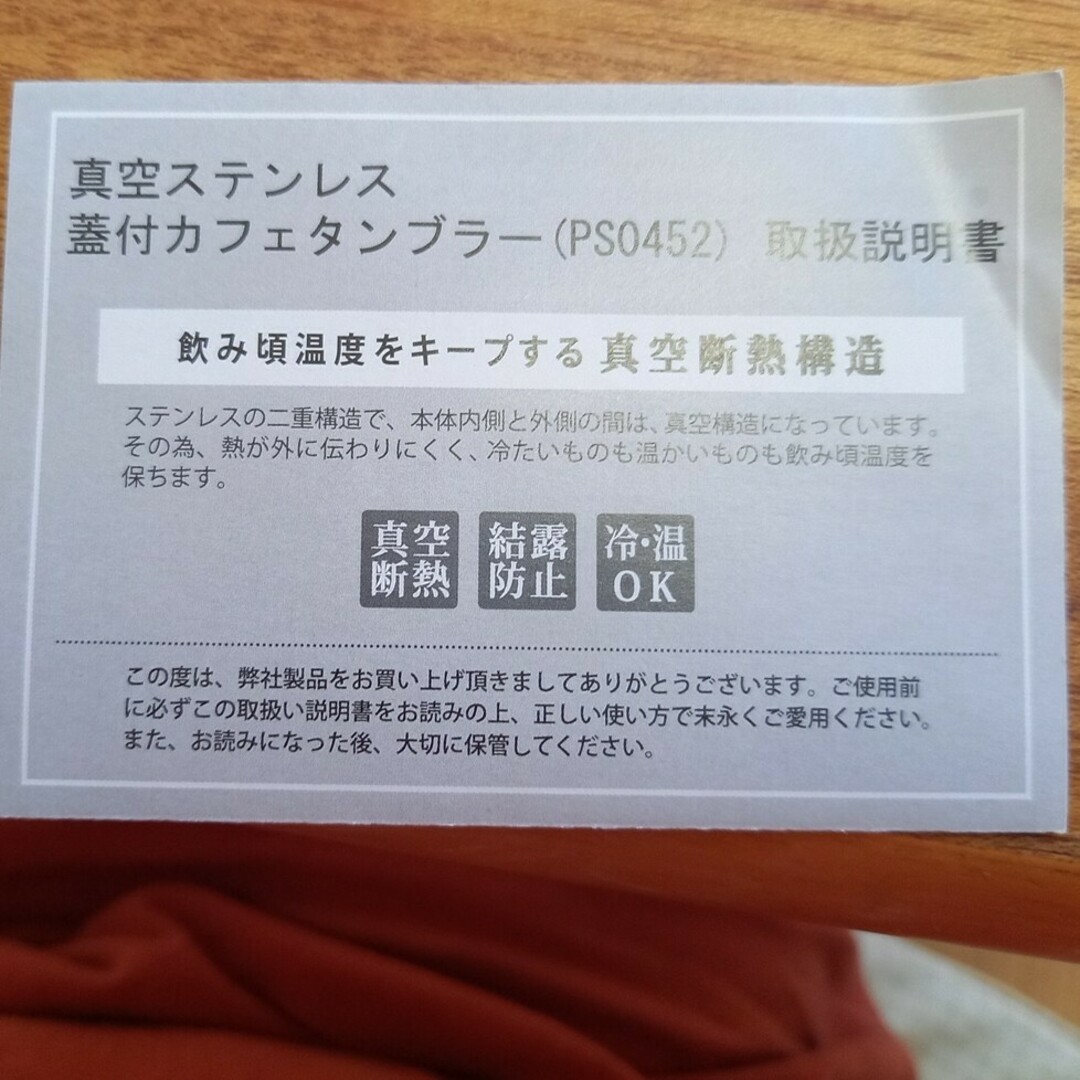 真空ステンレス
蓋付カフェタンブラー(PS0452) 取扱説明書
飲み頃温度をキープする 真空断熱構造
ステンレスの二重構造で、本体内側と外側の間は、真空構造になっています。
その為、熱が外に伝わりにくく、冷たいものも温かいものも飲み頃温度を
保ちます。
真空
断熱
結露
防止
冷・温
OK
この度は、弊社製品をお買い上げ頂きましてありがとうございます。ご使用前
に必ずこの取扱い説明書をお読みの上、正しい使い方で末永くご愛用ください。
また、お読みになった後、大切に保管してください。